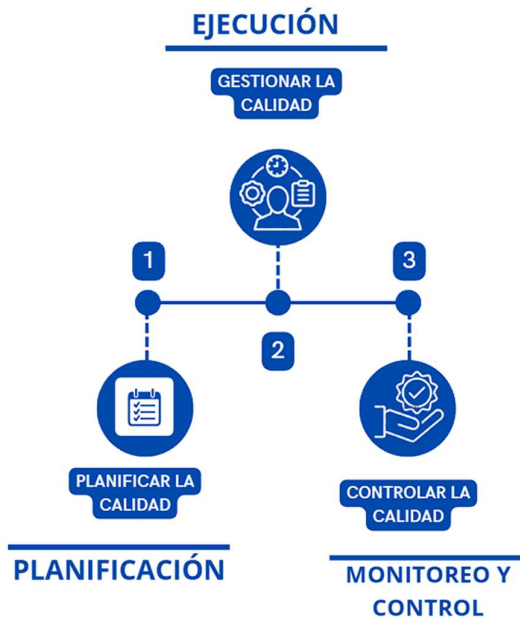 EJECUCIÓN
GESTIONAR LA
CALIDAD
1
3
2
PLANIFICAR LA
CALIDAD
PLANIFICACIÓN
CONTROLAR LA
CALIDAD
MONITOREO Y
CONTROL